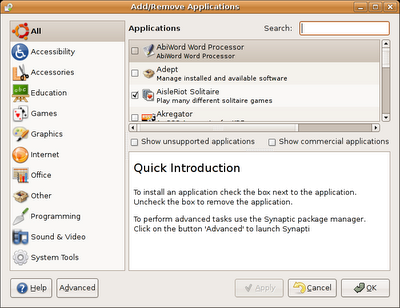 Add/Remove Applications
All
Accessibility
Accessories
Education
Games
Graphics
Internet
Office
Other
Programming
Sound & Video
System Tools
Applications
Search:
AbiWord Word Processor
AbiWord Word Processor
Adept
Manage installed and available software
AisleRiot Solitaire
Play many different solitaire games
Akregator
Show unsupported applications
Show commercial applications
Quick Introduction
To install an application check the box next to the application.
Uncheck the box to remove the application.
To perform advanced tasks use the Synaptic package manager.
Click on the button 'Advanced' to launch Synapti
Help
Advanced
Apply
Cancel
OK